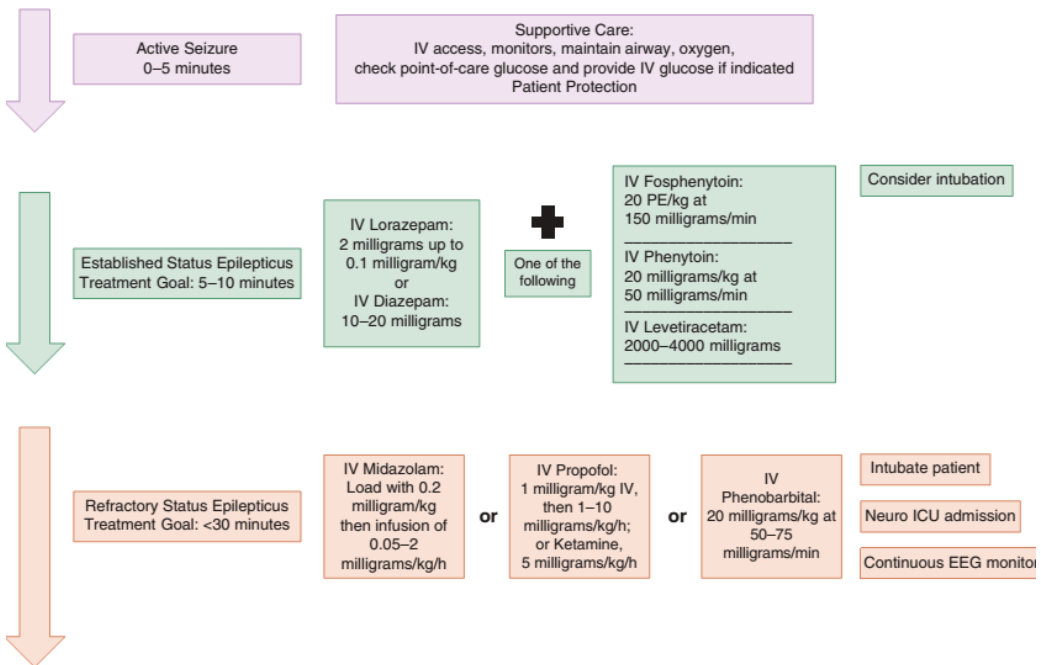 Active Seizure
0–5 minutes
Supportive Care:
IV access, monitors, maintain airway, oxygen,
check point-of-care glucose and provide IV glucose if indicated
Patient Protection
Established Status Epilepticus
Treatment Goal: 5–10 minutes
IV Lorazepam:
2 milligrams up to
0.1 milligram/kg
or
IV Diazepam:
10–20 milligrams
One of the
following
IV Fosphenytoin:
20 PE/kg at
150 milligrams/min
IV Phenytoin:
20 milligrams/kg at
50 milligrams/min
IV Levetiracetam:
2000–4000 milligrams
Consider intubation
Refractory Status Epilepticus
Treatment Goal: <30 minutes
IV Midazolam:
Load with 0.2
milligram/kg
then infusion of
0.05–2
milligrams/kg/h
or
IV Propofol:
1 milligram/kg IV,
then 1–10
milligrams/kg/h;
or Ketamine,
5 milligrams/kg/h
or
IV
Phenobarbital:
20 milligrams/kg at
50–75
milligrams/min
Intubate patient
Neuro ICU admission
Continuous EEG monitor